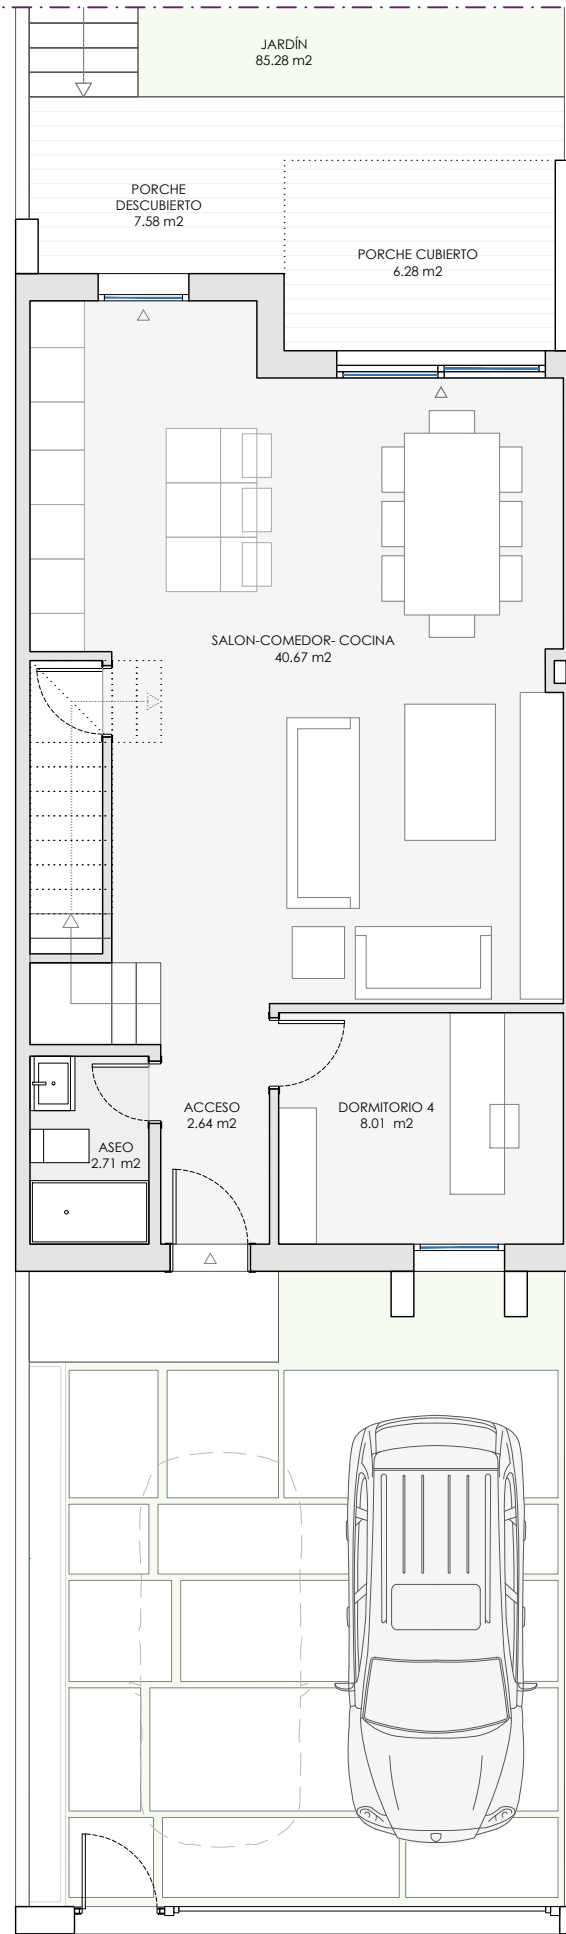 JARDÍN
85.28 m2
PORCHE
DESCUBIERTO
7.58 m2
PORCHE CUBIERTO
6.28 m2
SALON-COMEDOR- COCINA
40.67 m2
ACCESO
2.64 m2
DORMITORIO 4
8.01 m2
ASEO
2.71 m2